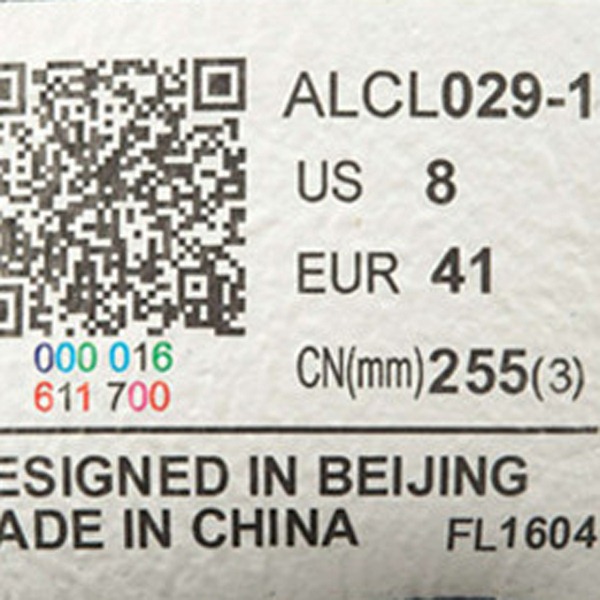 ALCL029-1
US 8
EUR 41
CN(mm)255(3)
000 016
611 700
ESIGNED IN BEIJING
ADE IN CHINA
FL1604